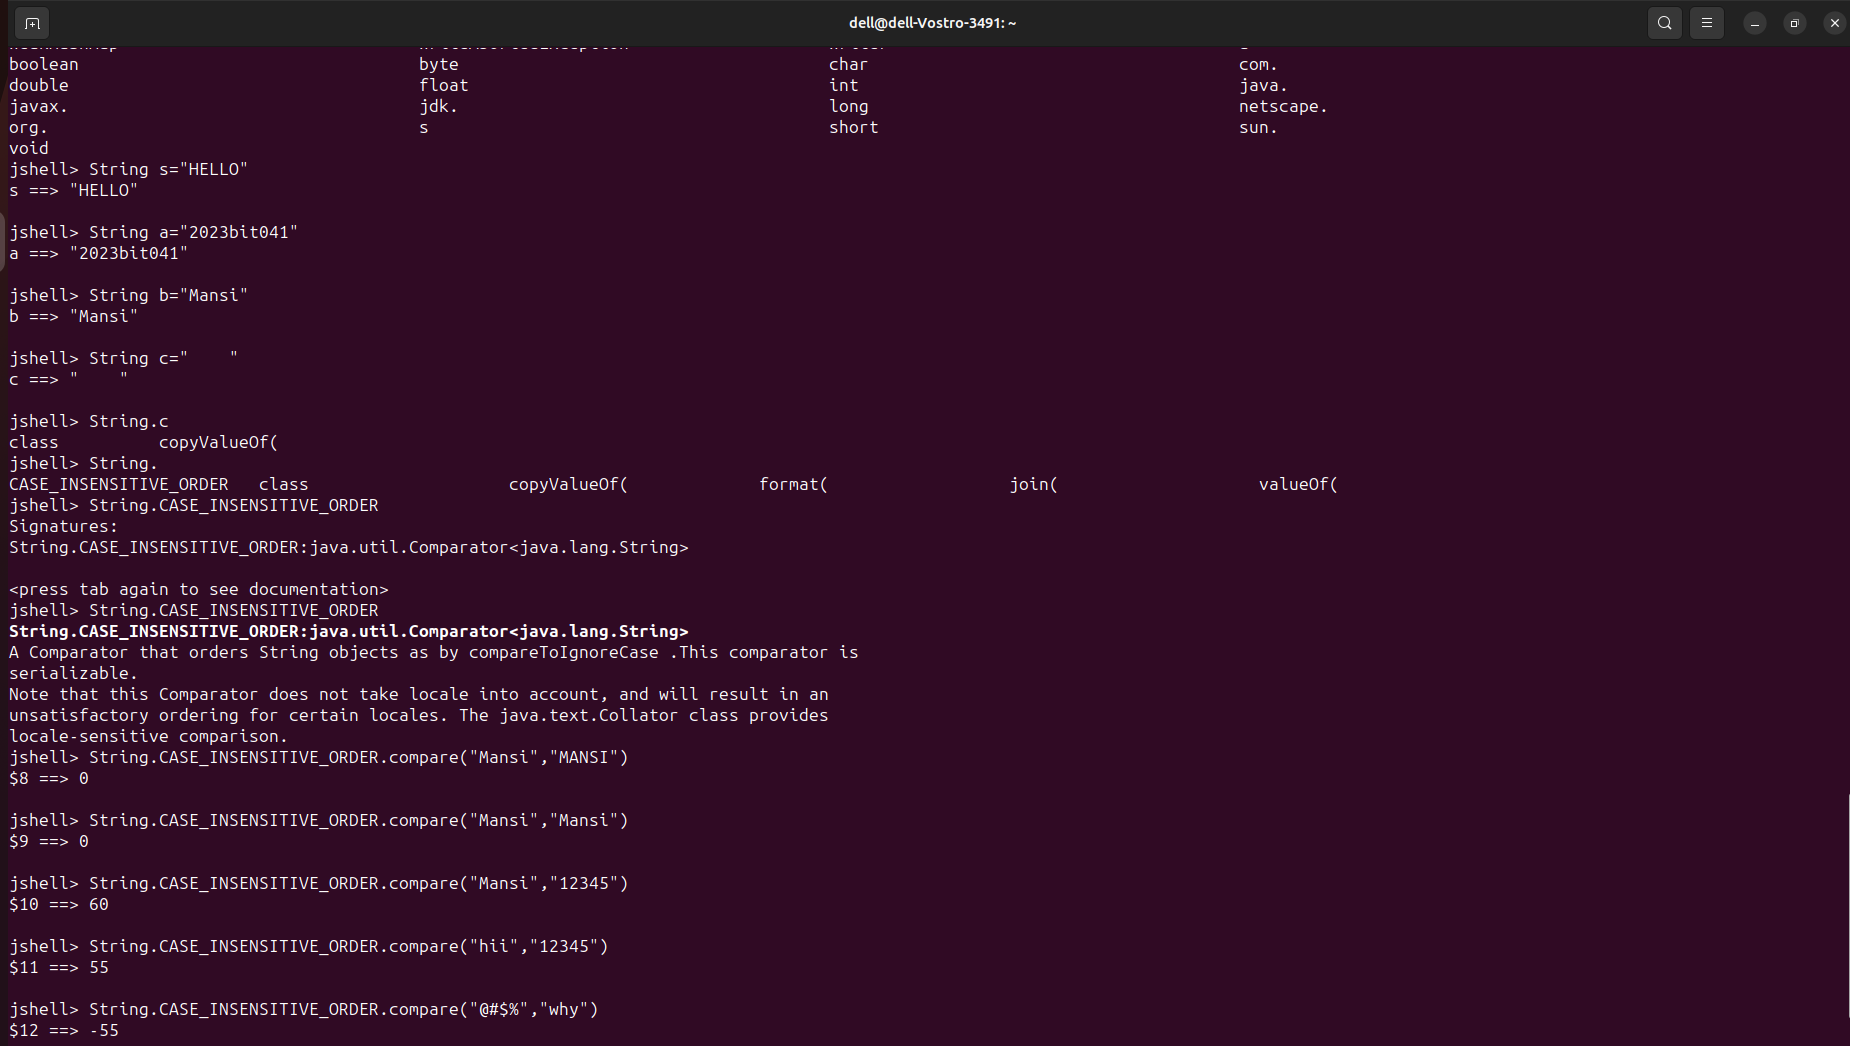 dell@dell-Vostro-3491: ~
boolean byte char com.
double float int java.
javax. jdk. long netscape.
org. s short sun.
void
jshell> String s="HELLO"
s ==> "HELLO"
jshell> String a="2023bit041"
a ==> "2023bit041"
jshell> String b="Mansi"
b ==> "Mansi"
jshell> String c="    "
c ==> "    "
jshell> String.c
class copyValueOf(
jshell> String.
CASE_INSENSITIVE_ORDER class copyValueOf( format( join( valueOf(
jshell> String.CASE_INSENSITIVE_ORDER
Signatures:
String.CASE_INSENSITIVE_ORDER:java.util.Comparator<java.lang.String>
<press tab again to see documentation>
jshell> String.CASE_INSENSITIVE_ORDER
String.CASE_INSENSITIVE_ORDER:java.util.Comparator<java.lang.String>
A Comparator that orders String objects as by compareToIgnoreCase .This comparator is
serializable.
Note that this Comparator does not take locale into account, and will result in an
unsatisfactory ordering for certain locales. The java.text.Collator class provides
locale-sensitive comparison.
jshell> String.CASE_INSENSITIVE_ORDER.compare("Mansi","MANSI")
$8 ==> 0
jshell> String.CASE_INSENSITIVE_ORDER.compare("Mansi","Mansi")
$9 ==> 0
jshell> String.CASE_INSENSITIVE_ORDER.compare("Mansi","12345")
$10 ==> 60
jshell> String.CASE_INSENSITIVE_ORDER.compare("hii","12345")
$11 ==> 55
jshell> String.CASE_INSENSITIVE_ORDER.compare("@#$%","why")
$12 ==> -55